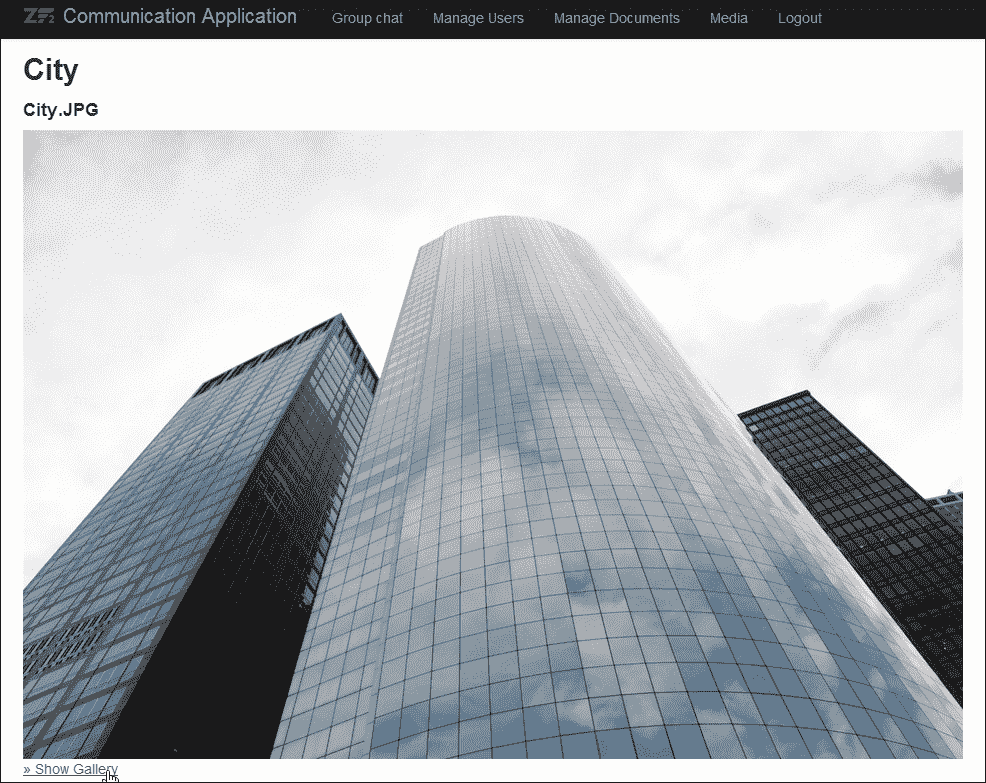 ZF2 Communication Application Group chat Manage Users Manage Documents Media Logout
City
City.JPG
» Show Gallery